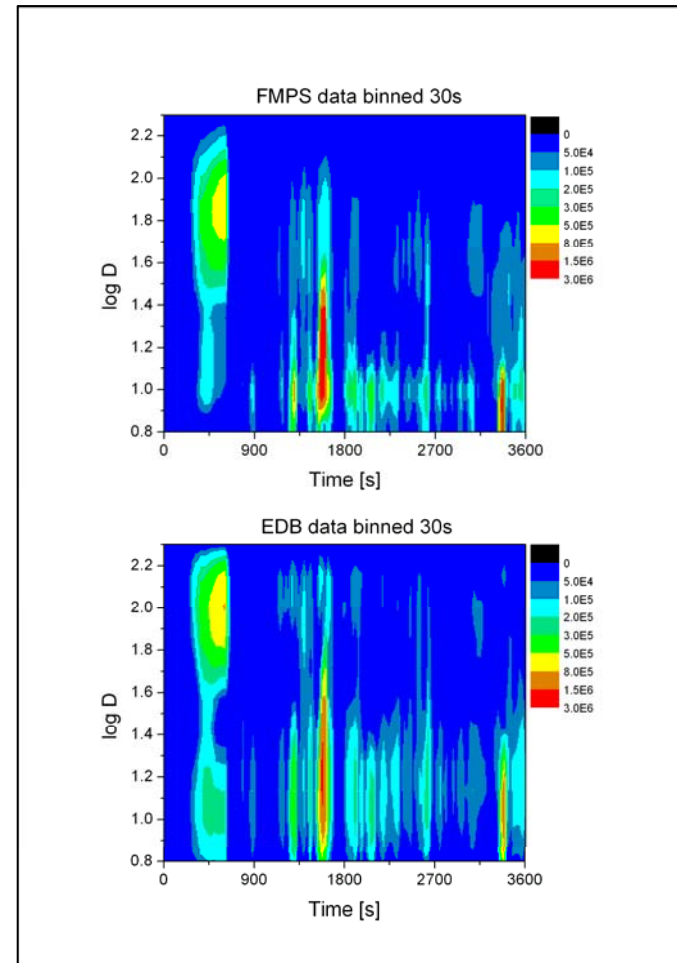 FMPS data binned 30s
log D
2.2
2.0
1.8
1.6
1.4
1.2
1.0
0.8
0 900 1800 2700 3600
Time [s]
0
5.0E4
1.0E5
2.0E5
3.0E5
5.0E5
8.0E5
1.5E6
3.0E6
EDB data binned 30s
log D
2.2
2.0
1.8
1.6
1.4
1.2
1.0
0.8
0 900 1800 2700 3600
Time [s]
0
5.0E4
1.0E5
2.0E5
3.0E5
5.0E5
8.0E5
1.5E6
3.0E6